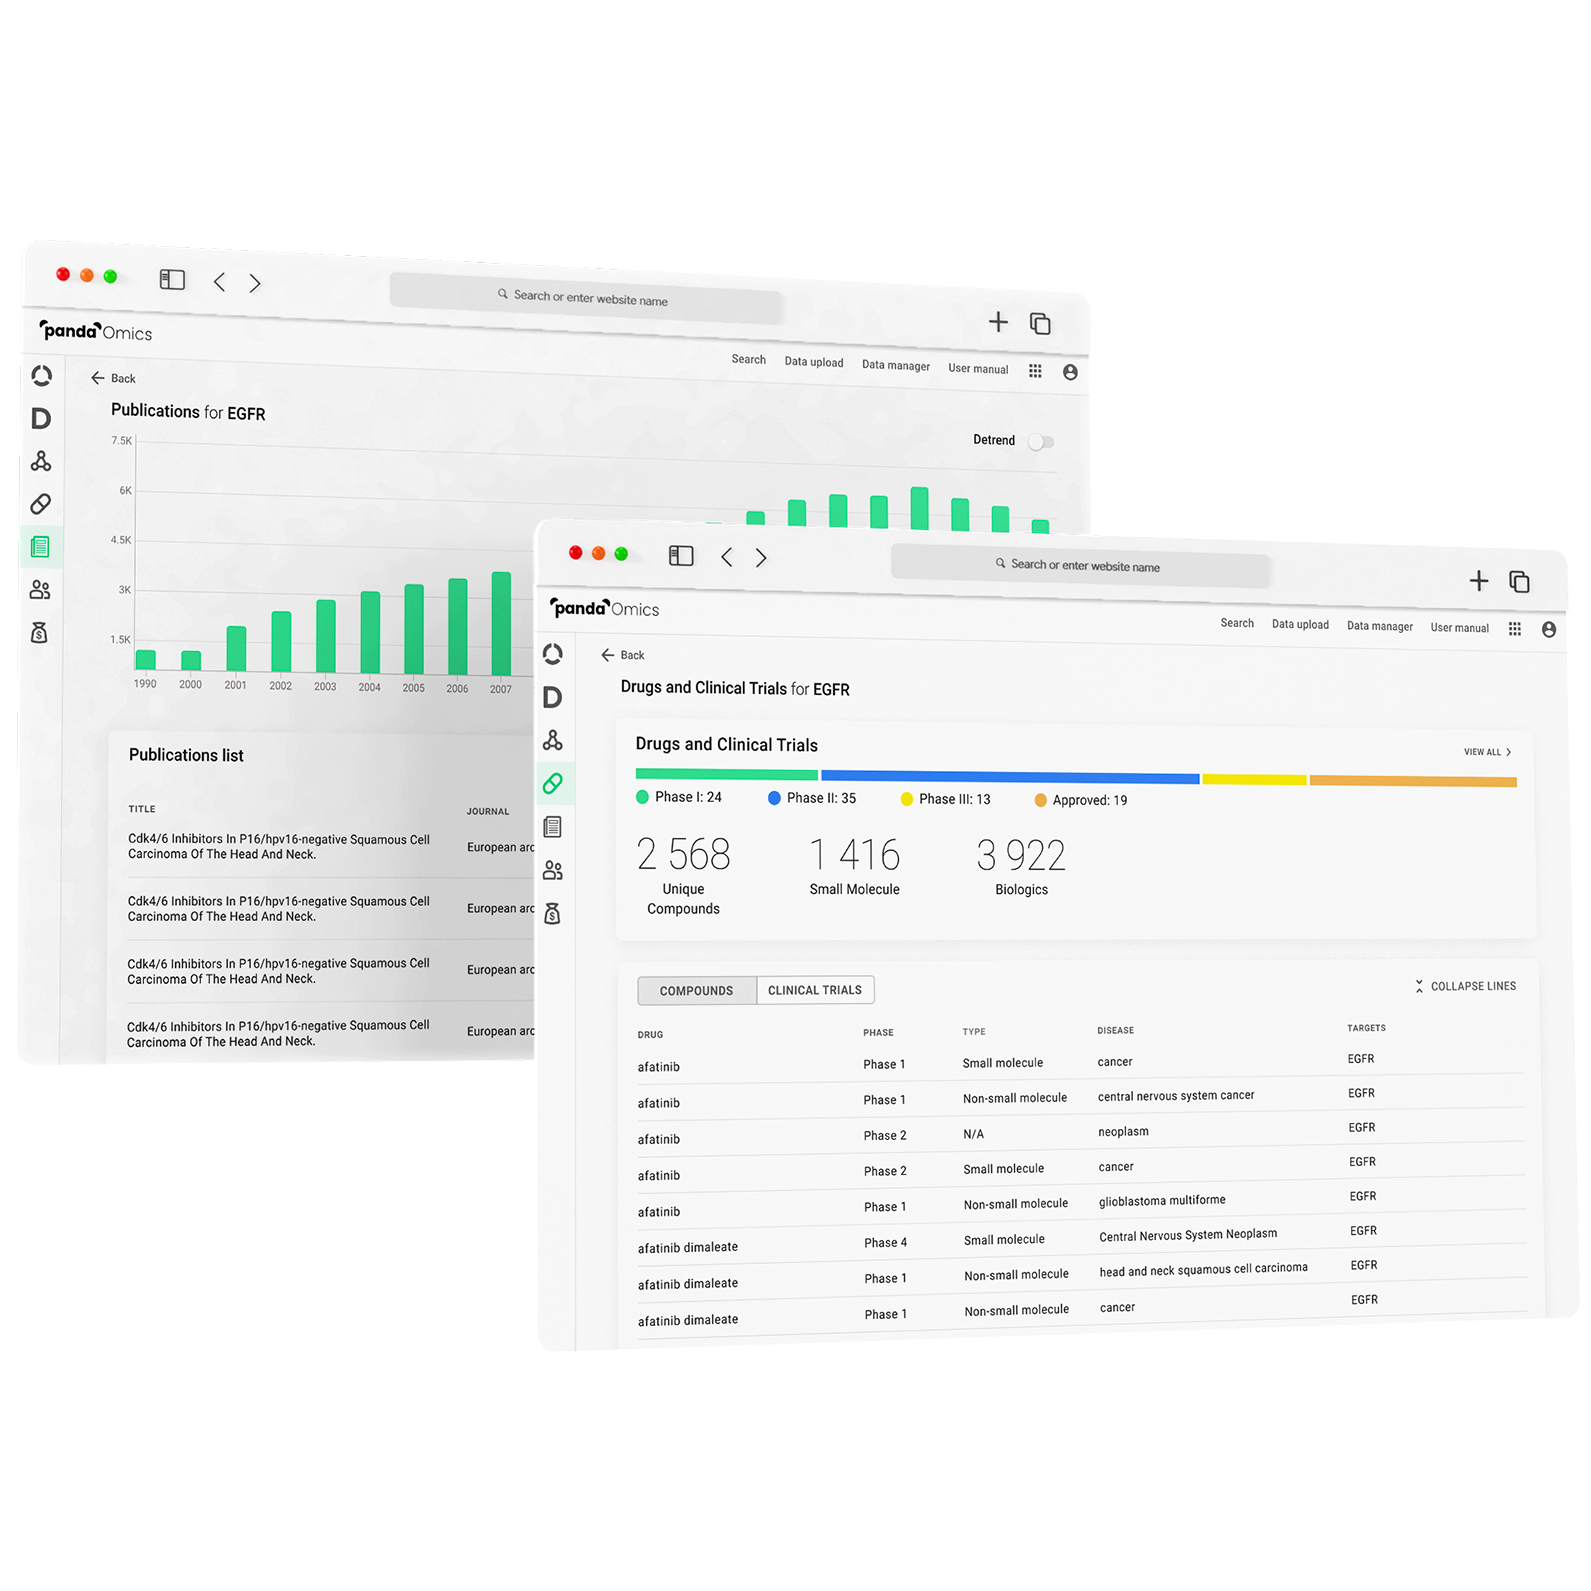 Search or enter website name
panda Omics
Search Data upload Data manager User manual
Back
Publications for EGFR
Detrend
7.5K
6K
4.5K
3K
1.5K
1990 2000 2001 2002 2003 2004 2005 2006 2007
Publications list
TITLE JOURNAL
Cdk4/6 Inhibitors In P16/hpv16-negative Squamous Cell
Carcinoma Of The Head And Neck.
European arc
Cdk4/6 Inhibitors In P16/hpv16-negative Squamous Cell
Carcinoma Of The Head And Neck.
European arc
Cdk4/6 Inhibitors In P16/hpv16-negative Squamous Cell
Carcinoma Of The Head And Neck.
European arc
Cdk4/6 Inhibitors In P16/hpv16-negative Squamous Cell
Carcinoma Of The Head And Neck.
European arc
Search or enter website name
panda Omics
Search Data upload Data manager User manual
Back
Drugs and Clinical Trials for EGFR
Drugs and Clinical Trials
VIEW ALL
Phase I: 24 Phase II: 35 Phase III: 13 Approved: 19
2 568 1 416 3 922
Unique Small Molecule Biologics
Compounds
COMPOUNDS CLINICAL TRIALS COLLAPSE LINES
DRUG PHASE TYPE DISEASE TARGETS
afatinib Phase 1 Small molecule cancer EGFR
afatinib Phase 1 Non-small molecule central nervous system cancer EGFR
afatinib Phase 2 N/A neoplasm EGFR
afatinib Phase 2 Small molecule cancer EGFR
afatinib Phase 1 Non-small molecule glioblastoma multiforme EGFR
afatinib dimaleate Phase 4 Small molecule Central Nervous System Neoplasm EGFR
afatinib dimaleate Phase 1 Non-small molecule head and neck squamous cell carcinoma EGFR
afatinib dimaleate Phase 1 Non-small molecule cancer EGFR